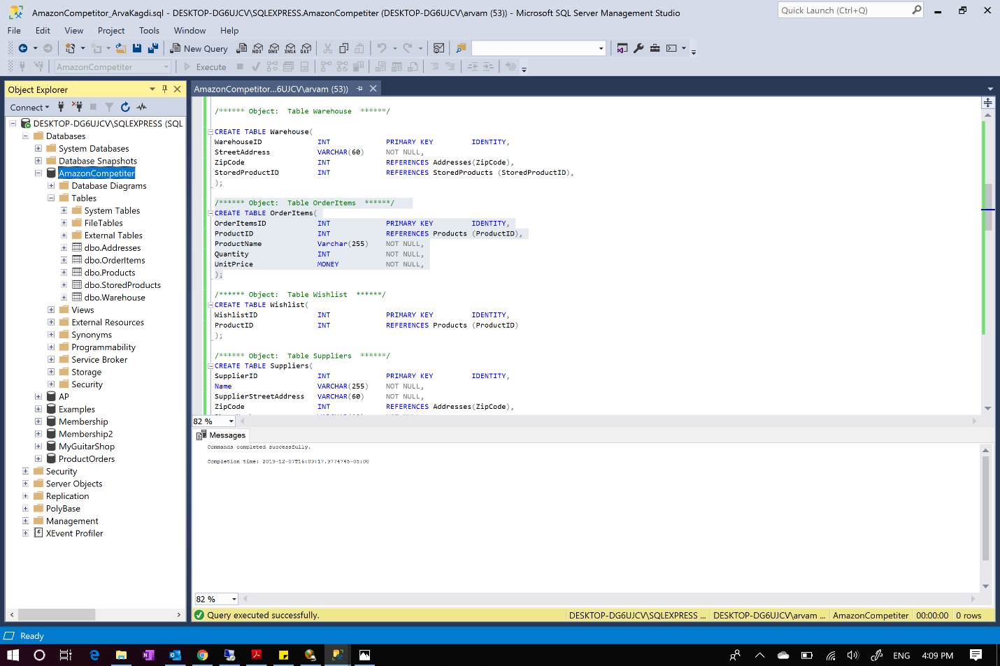 AmazonCompetitor_ArvaKagdi.sql - DESKTOP-DG6UJCV\SQLEXPRESS.AmazonCompetiter (DESKTOP-DG6UJCV\arvam (53)) - Microsoft SQL Server Management Studio
Quick Launch (Ctrl+Q)
File Edit View Project Tools Window Help
New Query MDX DMX XMLA DAX
AmazonCompetiter Execute
Object Explorer
Connect
DESKTOP-DG6UJCV\SQLEXPRESS (SQL
Databases
System Databases
Database Snapshots
AmazonCompetiter
Database Diagrams
Tables
System Tables
FileTables
External Tables
dbo.Addresses
dbo.OrderItems
dbo.Products
dbo.StoredProducts
dbo.Warehouse
Views
External Resources
Synonyms
Programmability
Service Broker
Storage
Security
AP
Examples
Membership
Membership2
MyGuitarShop
ProductOrders
Security
Server Objects
Replication
PolyBase
Management
XEvent Profiler
AmazonCompetitor...6UJCV\arvam (53))
/****** Object: Table Warehouse ******/
CREATE TABLE Warehouse(
WarehouseID INT PRIMARY KEY IDENTITY,
StreetAddress VARCHAR(60) NOT NULL,
ZipCode INT REFERENCES Addresses(ZipCode),
StoredProductID INT REFERENCES StoredProducts (StoredProductID),
);
/****** Object: Table OrderItems ******/
CREATE TABLE OrderItems(
OrderItemsID INT PRIMARY KEY IDENTITY,
ProductID INT REFERENCES Products (ProductID),
ProductName Varchar(255) NOT NULL,
Quantity INT NOT NULL,
UnitPrice MONEY NOT NULL,
);
/****** Object: Table Wishlist ******/
CREATE TABLE Wishlist(
WishlistID INT PRIMARY KEY IDENTITY,
ProductID INT REFERENCES Products (ProductID)
);
/****** Object: Table Suppliers ******/
CREATE TABLE Suppliers(
SupplierID INT PRIMARY KEY IDENTITY,
Name VARCHAR(255) NOT NULL,
SupplierStreetAddress VARCHAR(60) NOT NULL,
ZipCode INT REFERENCES Addresses(ZipCode),
82 %
Messages
Commands completed successfully.
Completion time: 2019-12-07T16:09:17.9774745-05:00
82 %
Query executed successfully. DESKTOP-DG6UJCV\SQLEXPRESS ... DESKTOP-DG6UJCV\arvam ... AmazonCompetiter 00:00:00 0 rows
Ready
ENG 4:09 PM